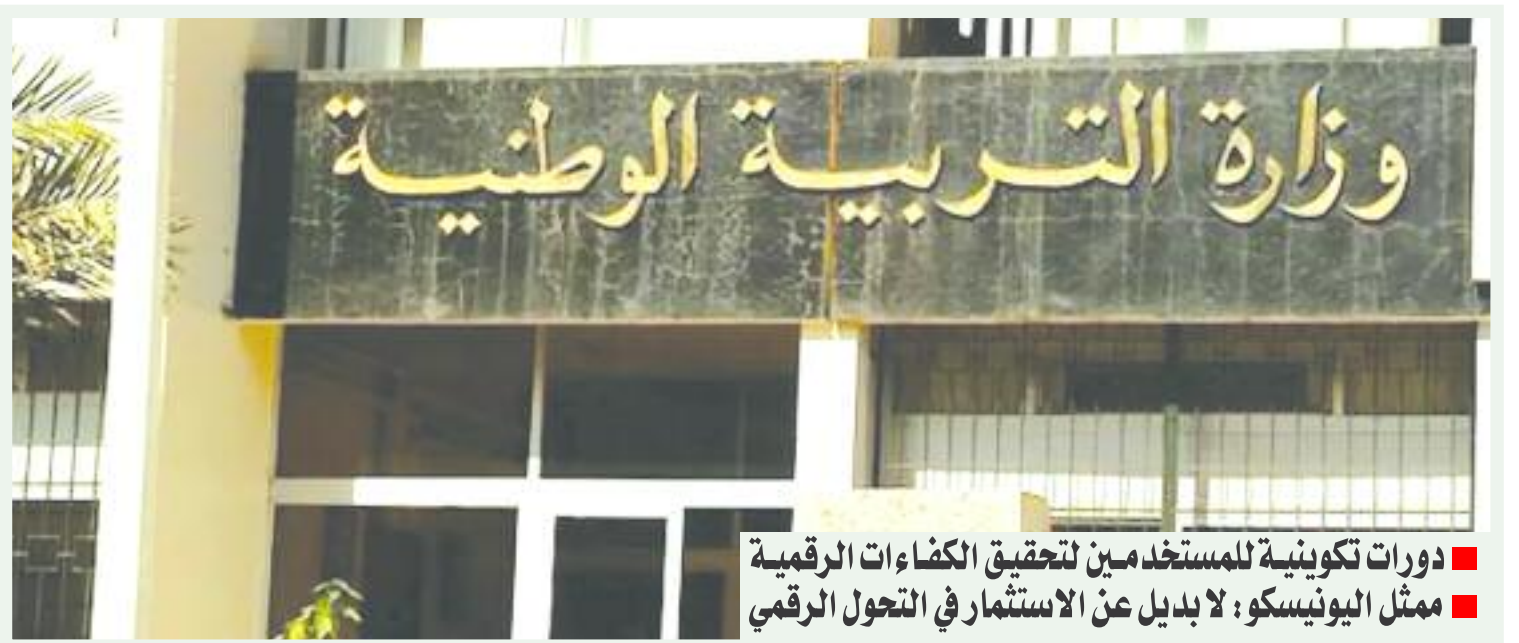 وزارة التربية الوطنية
دورات تكوينية للمستخدمين لتحقيق الكفاءات الرقمية
ممثل اليونيسكو: لا بديل عن الاستثمار في التحول الرقمي